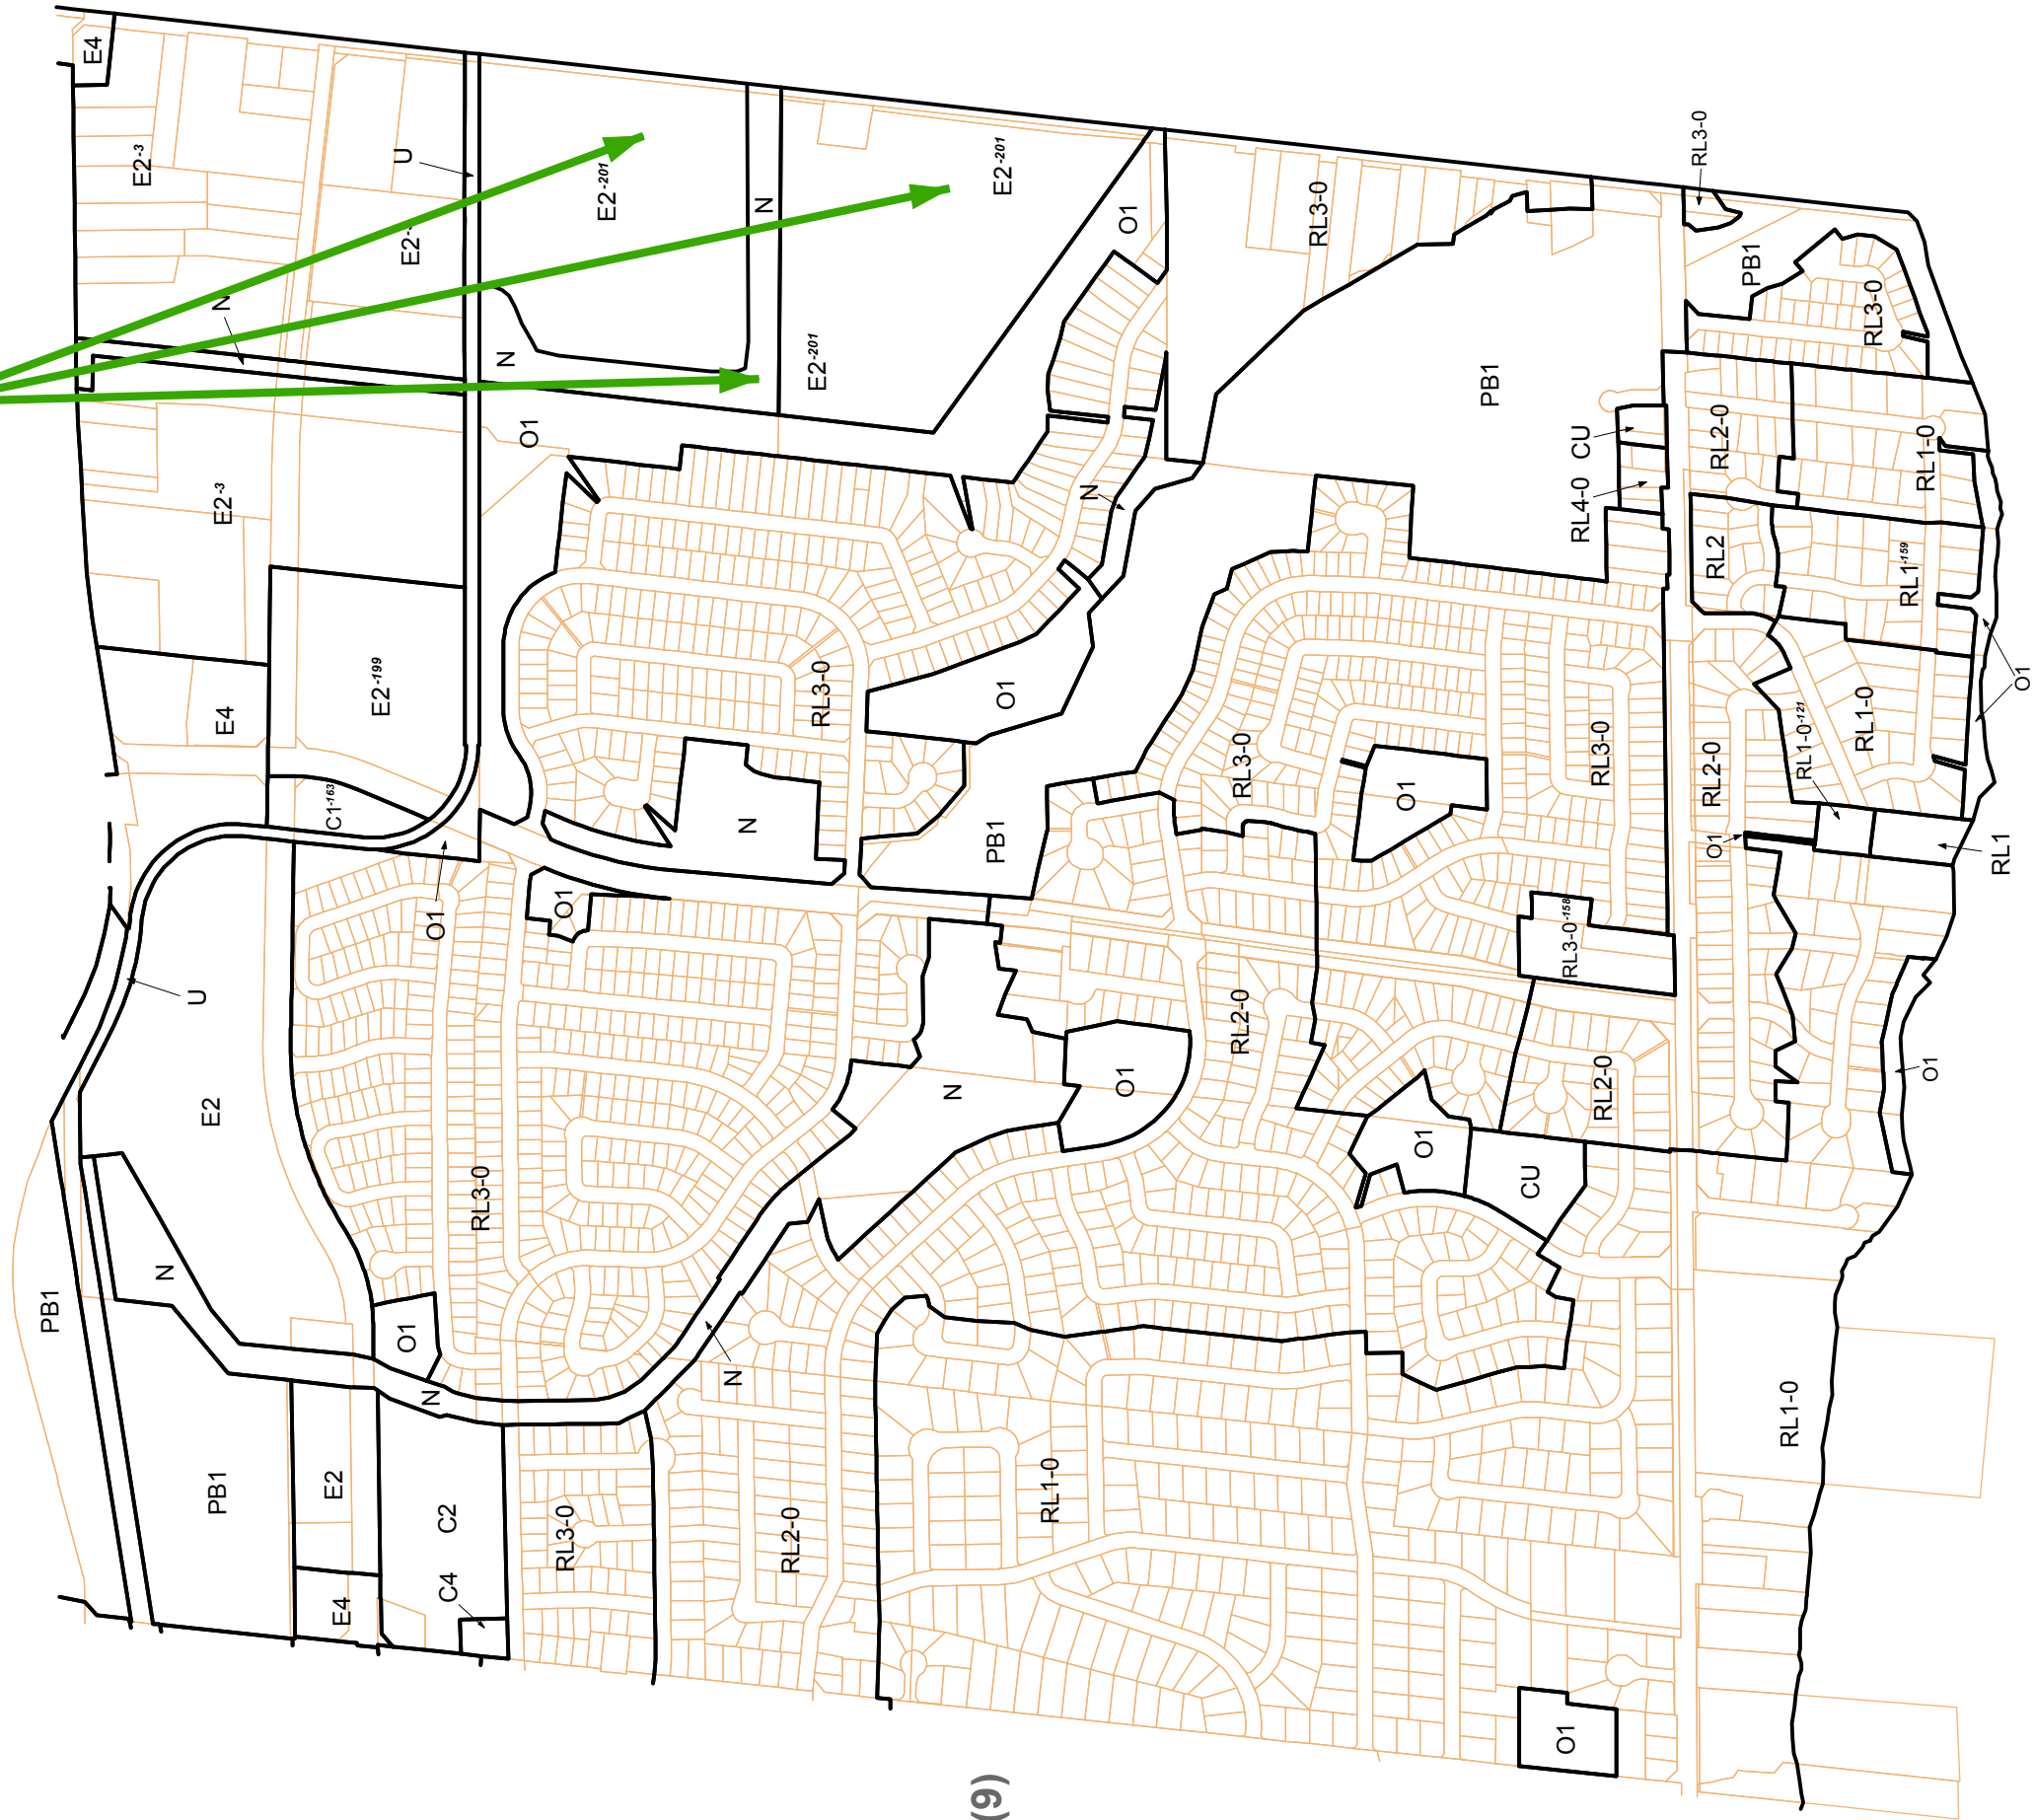 E4
E2-3
U
E2-201
E2-
N
N
E2-201
O1
RL3-0
RL3-0
PB1
RL3-0
N
E2-201
N
O1
PB1
CU
RL4-0
RL2-0
RL1-0
E2-3
N
RL2
RL1-159
E4
E2-199
RL3-0
O1
O1
RL1-0
RL1-0-121
C1-163
N
PB1
RL3-0
O1
RL3-0
RL2-0
O1
RL1
O1
O1
RL3-0-158
U
E2
N
O1
RL2-0
RL2-0
O1
O1
RL3-0
CU
PB1
N
O1
N
N
RL1-0
PB1
E2
C2
C4
E4
RL3-0
RL2-0
RL1-0
O1
(9)